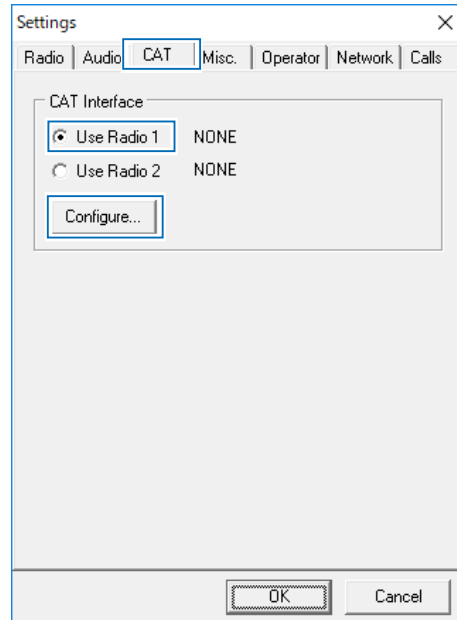 Settings
Radio Audio CAT Misc. Operator Network Calls
CAT Interface
Use Radio 1 NONE
Use Radio 2 NONE
Configure...
OK Cancel